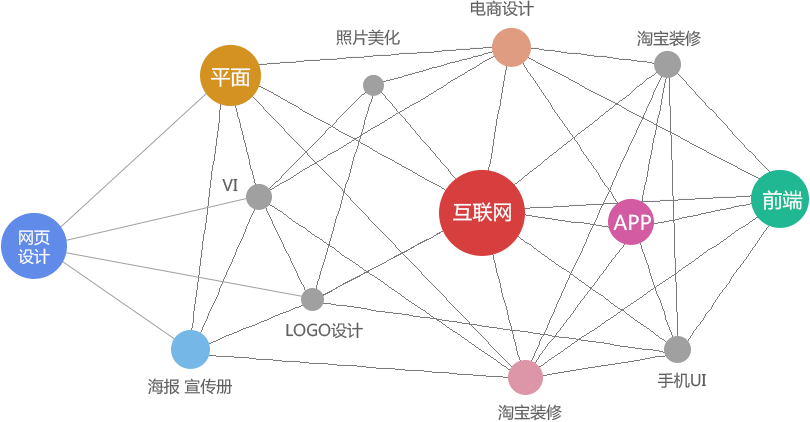 电商设计
照片美化
淘宝装修
平面
VI
前端
互联网
APP
网页
设计
LOGO设计
海报 宣传册
手机UI
淘宝装修